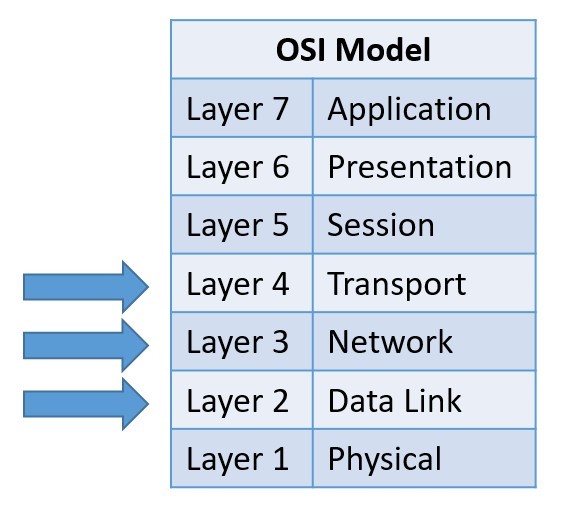 OSI Model
Layer 7 Application
Layer 6 Presentation
Layer 5 Session
Layer 4 Transport
Layer 3 Network
Layer 2 Data Link
Layer 1 Physical